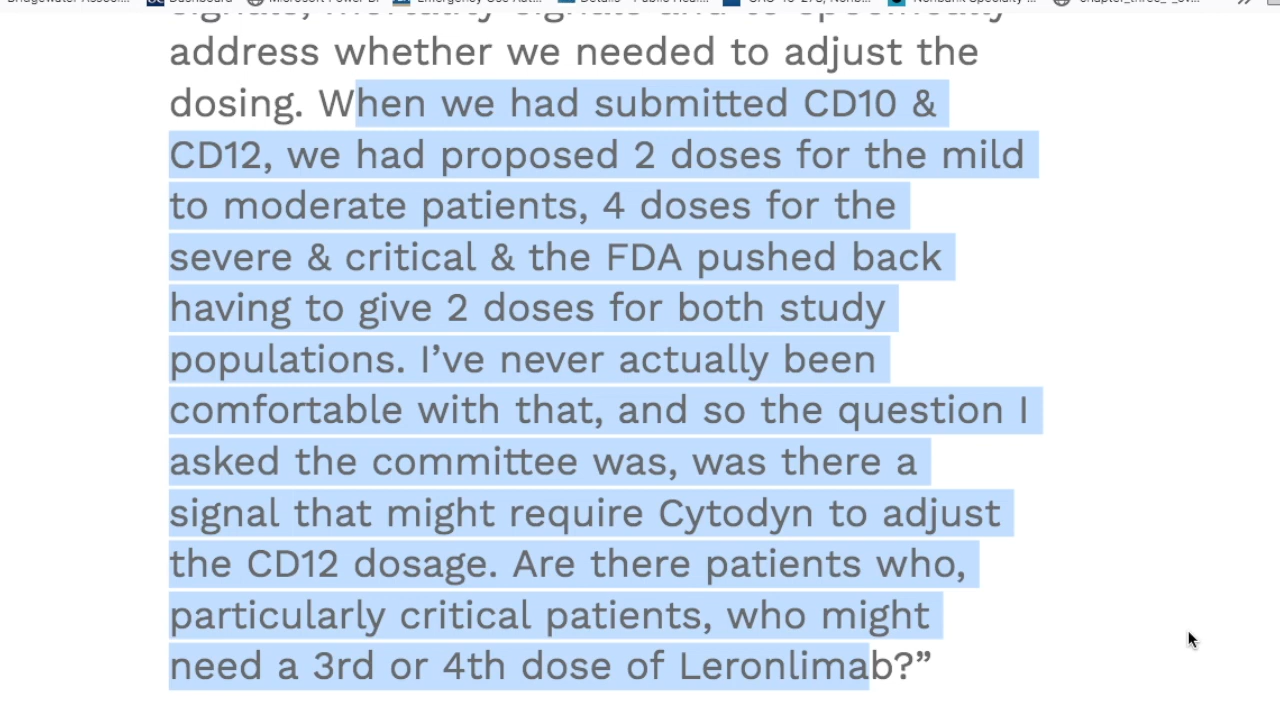 Dashboard
address whether we needed to adjust the
dosing. When we had submitted CD10 &
CD12, we had proposed 2 doses for the mild
to moderate patients, 4 doses for the
severe & critical & the FDA pushed back
having to give 2 doses for both study
populations. I’ve never actually been
comfortable with that, and so the question I
asked the committee was, was there a
signal that might require Cytodyn to adjust
the CD12 dosage. Are there patients who,
particularly critical patients, who might
need a 3rd or 4th dose of Leronlimab?”